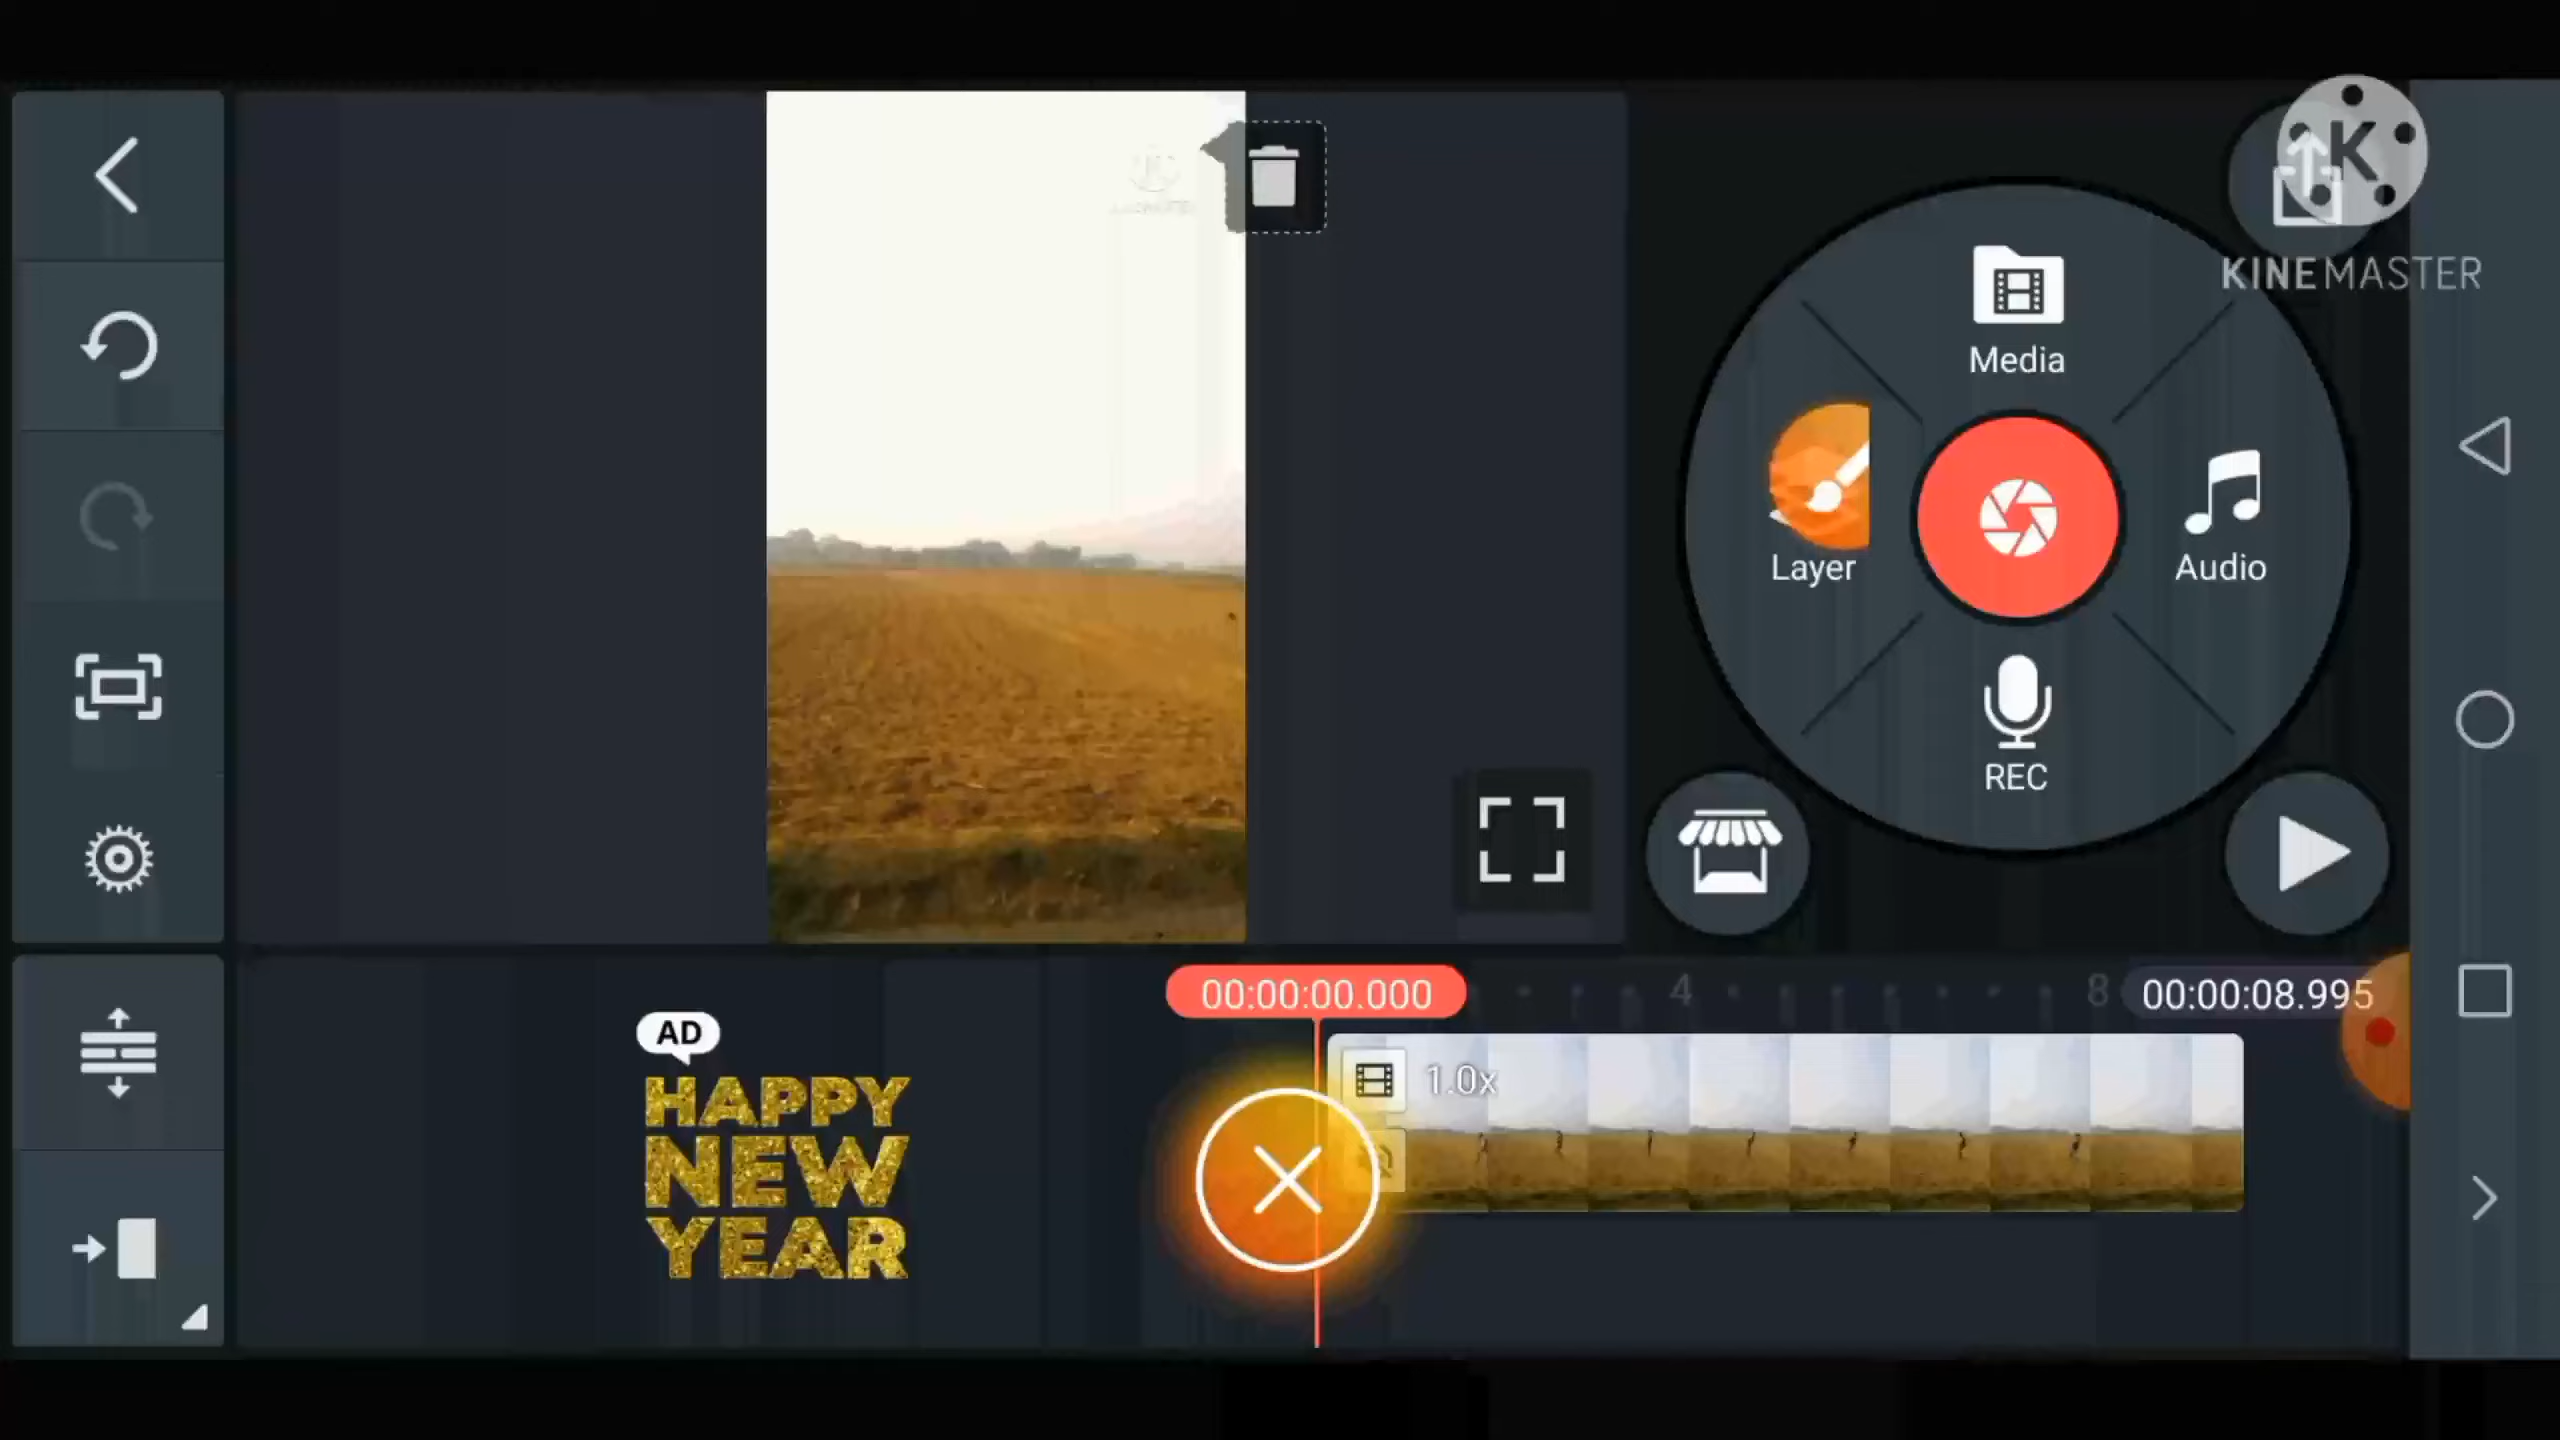 KINEMASTER
Media
Layer
Audio
REC
00:00:00.000
4
8
00:00:08.995
AD
HAPPY
NEW
YEAR
1.0x